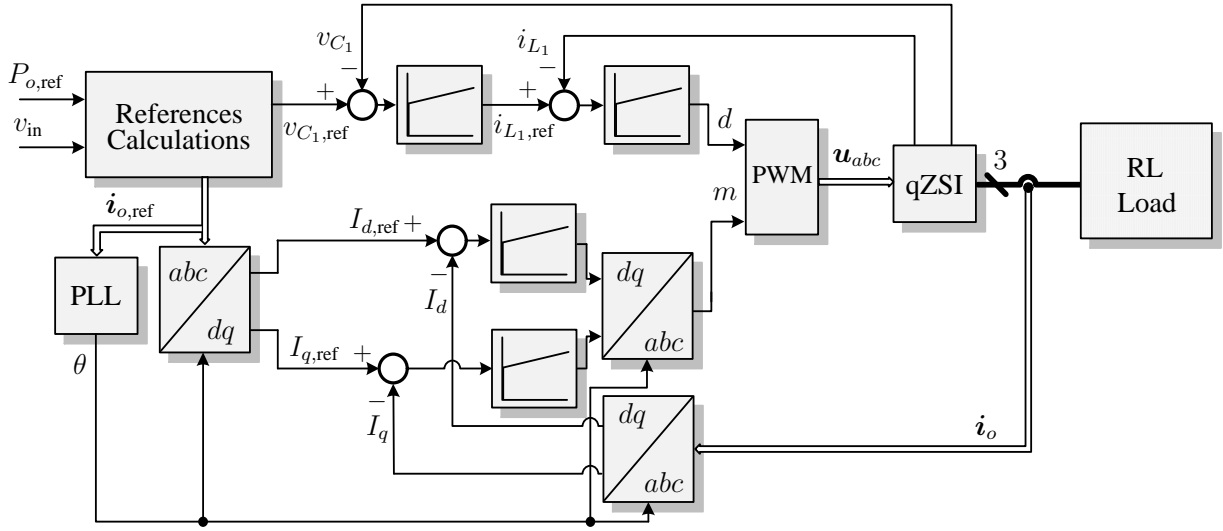 v_{C_1}
i_{L_1}
P_{o,ref}
v_{in}
References
Calculations
+
−
v_{C_1,ref}
+
−
i_{L_1,ref}
d
m
PWM
u_{abc}
qZSI
3
RL
Load
i_{o,ref}
PLL
θ
abc
dq
I_{d,ref}
+
−
I_d
I_{q,ref}
+
−
I_q
dq
abc
dq
abc
i_o